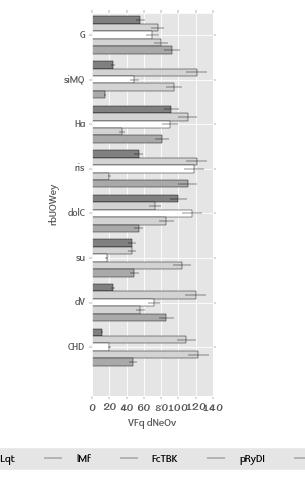 G
siMQ
Ha
ris
dolC
su
dV
CHD
rbUOWey
0 20 40 60 80 100 120 140
VFq dNeOv
Lqt lMf FcTBK pRyDl